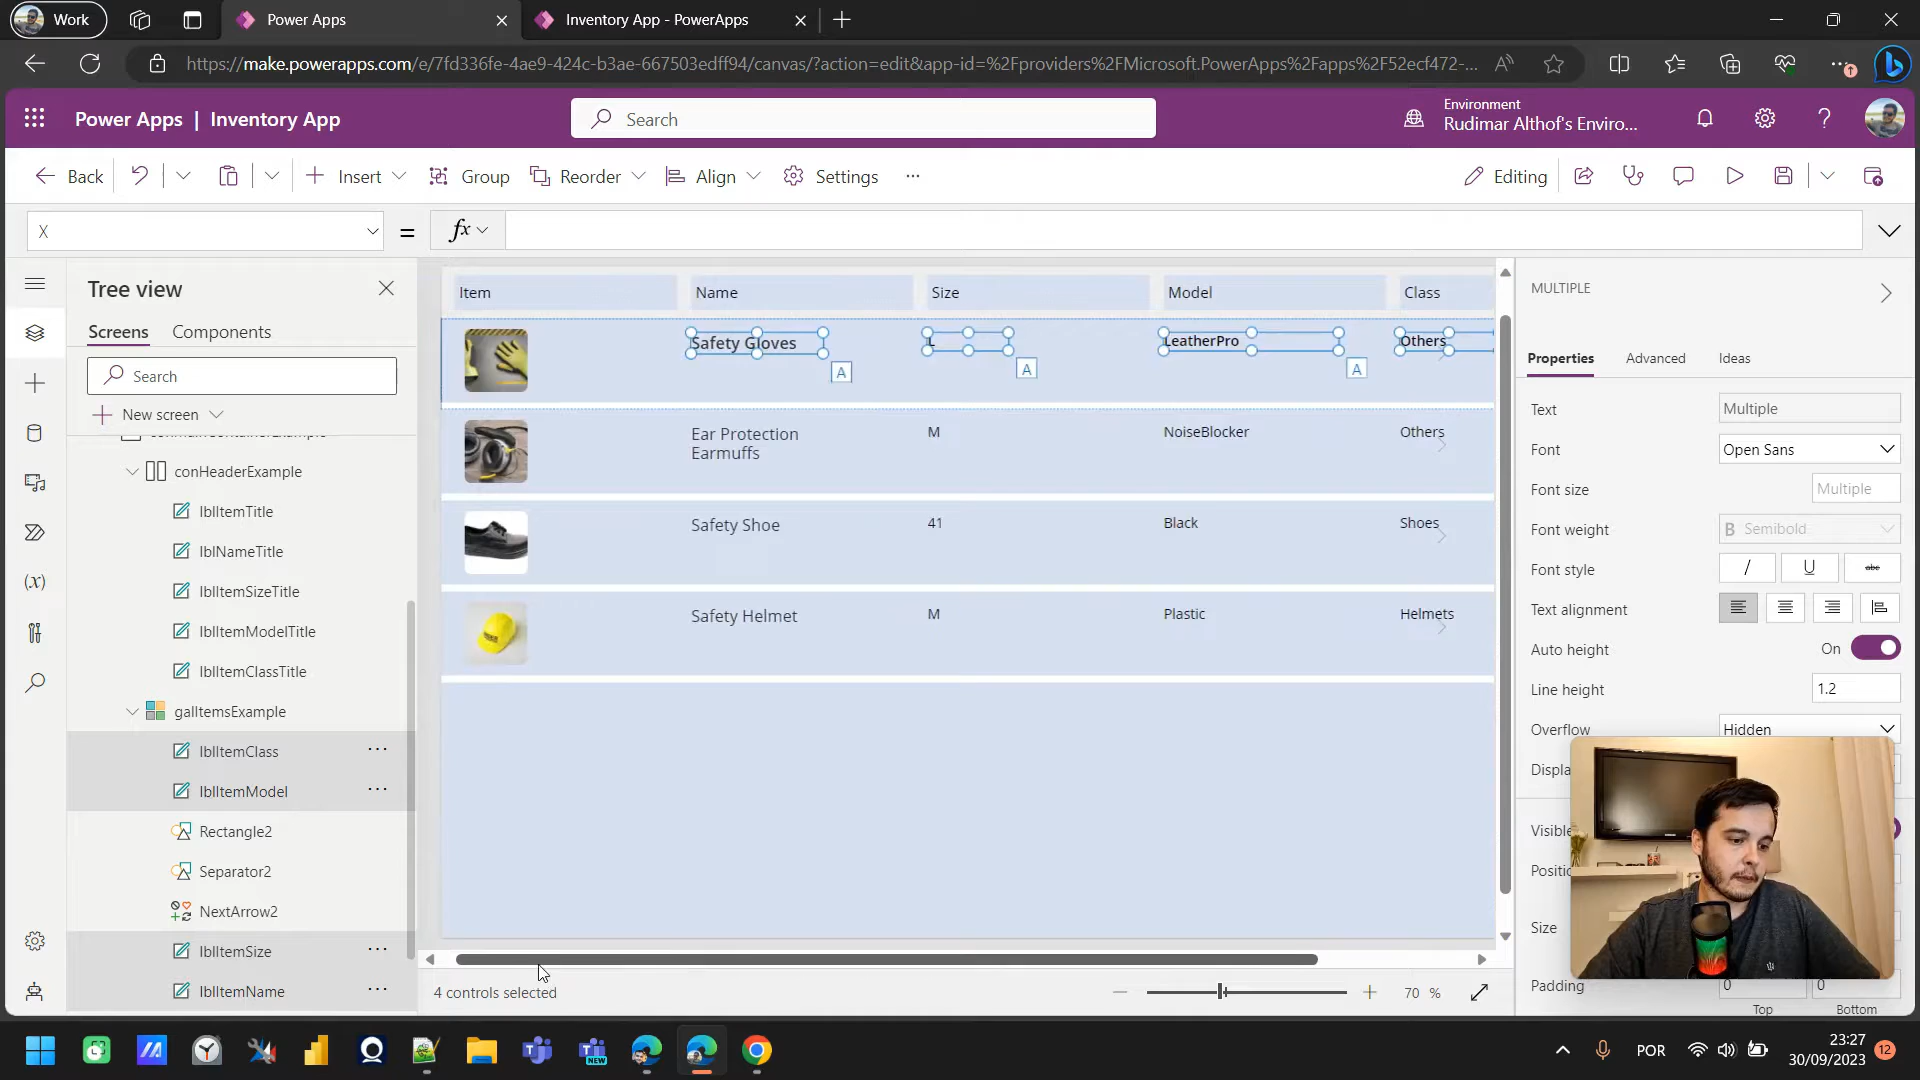 Work
Power Apps
Inventory App - PowerApps
https://make.powerapps.com/e/7fd336fe-4ae9-424c-b3ae-667503edff94/canvas/?action=edit&app-id=%2Fproviders%2FMicrosoft.PowerApps%2Fapps%2F52ecf472-...
Power Apps | Inventory App
Search
Environment
Rudimar Althof's Enviro...
Back
Insert
Group
Reorder
Align
Settings
Editing
X
=
fx
Tree view
Screens
Components
Search
New screen
conHeaderExample
lblItemTitle
lblNameTitle
lblItemSizeTitle
lblItemModelTitle
lblItemClassTitle
galItemsExample
lblItemClass
lblItemModel
Rectangle2
Separator2
NextArrow2
lblItemSize
lblItemName
Item Name Size Model Class
Safety Gloves L LeatherPro Others
A A A
Ear Protection Earmuffs M NoiseBlocker Others
Safety Shoe 41 Black Shoes
Safety Helmet M Plastic Helmets
4 controls selected
70 %
MULTIPLE
Properties Advanced Ideas
Text Multiple
Font Open Sans
Font size Multiple
Font weight B Semibold
Font style / U abc
Text alignment
Auto height On
Line height 1.2
Overflow Hidden
Displa
Visible
Positio
Size
Padding 0 0
Top Bottom
NEW
POR
23:27
30/09/2023
12